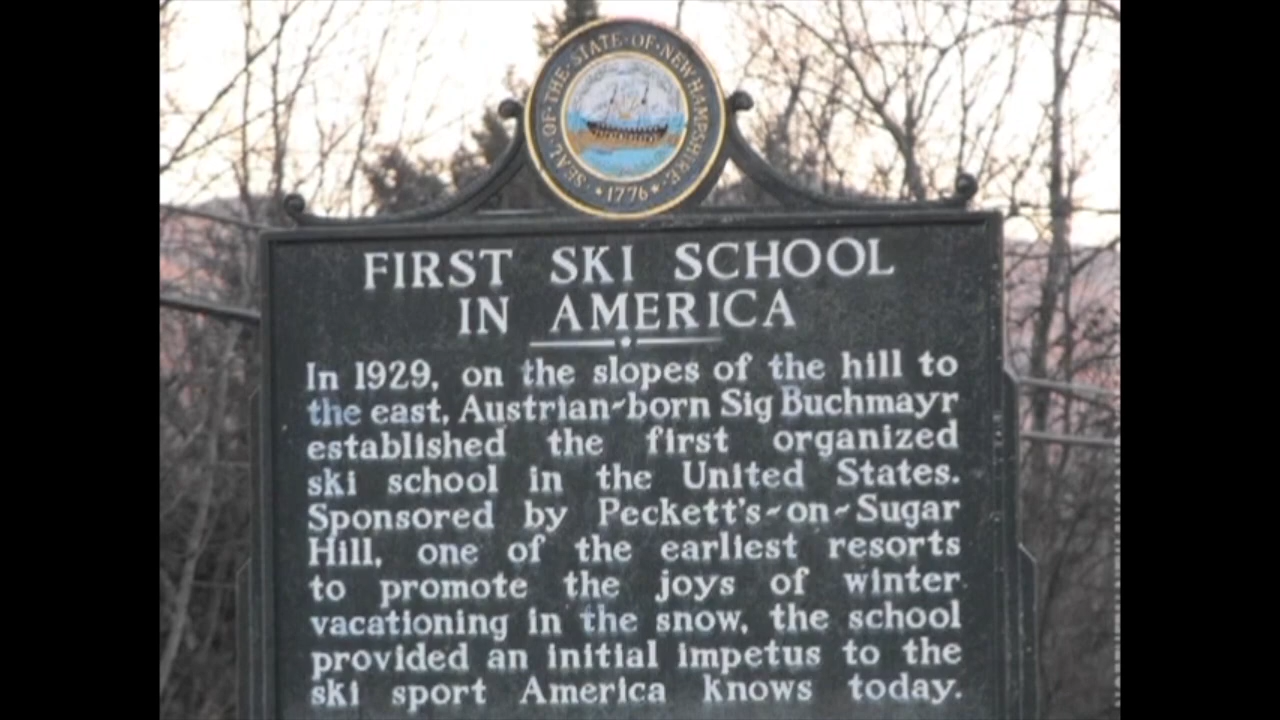 SEAL·OF·THE·STATE·OF·NEW HAMPSHIRE·
*1776*
FIRST SKI SCHOOL
IN AMERICA
In 1929, on the slopes of the hill to
the east, Austrian-born Sig Buchmayr
established the first organized
ski school in the United States.
Sponsored by Peckett's-on-Sugar
Hill, one of the earliest resorts
to promote the joys of winter
vacationing in the snow, the school
provided an initial impetus to the
ski sport America knows today.